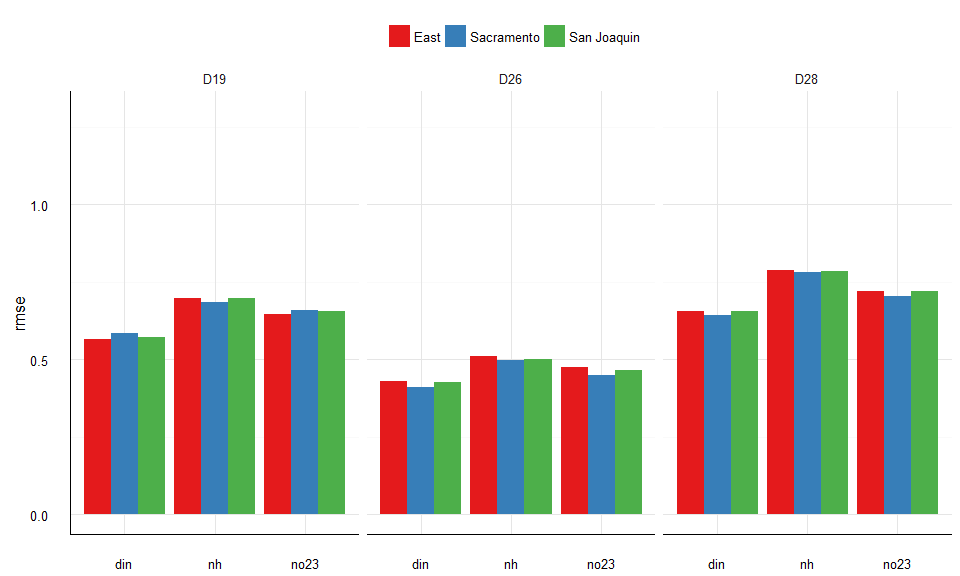 East Sacramento San Joaquin
D19 D26 D28
rmse
1.0
0.5
0.0
din nh no23 din nh no23 din nh no23